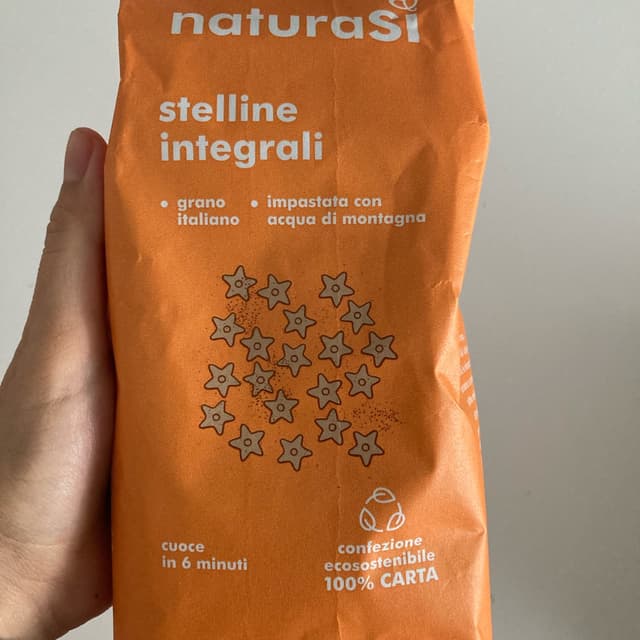 naturaSì
stelline
integrali
• grano
italiano
• impastata con
acqua di montagna
cuoce
in 6 minuti
confezione
ecosostenibile
100% CARTA